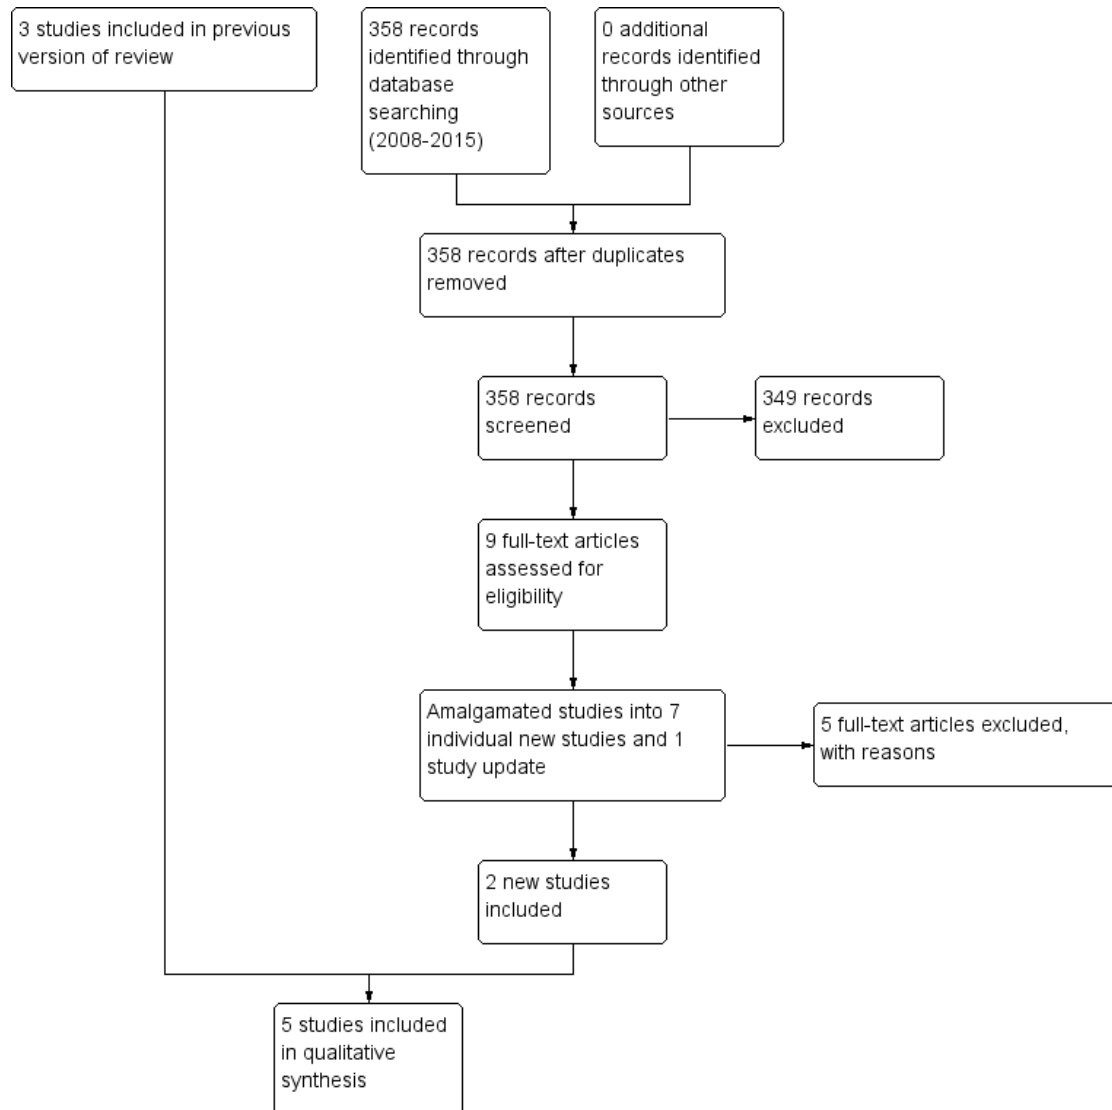 3 studies included in previous
version of review
358 records
identified through
database
searching
(2008-2015)
0 additional
records identified
through other
sources
358 records after duplicates
removed
358 records
screened
349 records
excluded
9 full-text articles
assessed for
eligibility
Amalgamated studies into 7
individual new studies and 1
study update
5 full-text articles excluded,
with reasons
2 new studies
included
5 studies included
in qualitative
synthesis